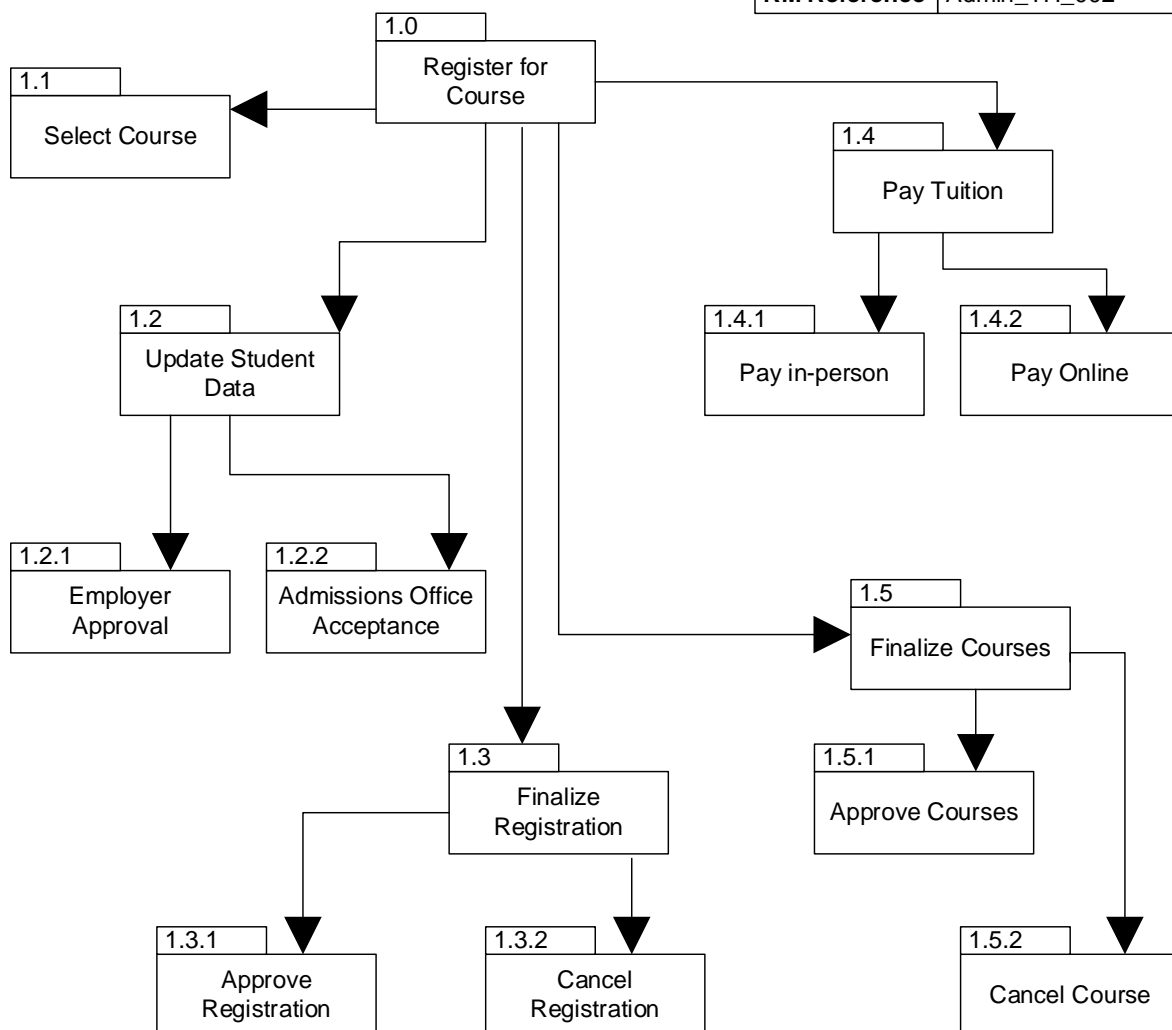 1.0
Register for
Course
1.1
Select Course
1.4
Pay Tuition
1.2
Update Student
Data
1.4.1
Pay in-person
1.4.2
Pay Online
1.2.1
Employer
Approval
1.2.2
Admissions Office
Acceptance
1.5
Finalize Courses
1.3
Finalize
Registration
1.5.1
Approve Courses
1.3.1
Approve
Registration
1.3.2
Cancel
Registration
1.5.2
Cancel Course